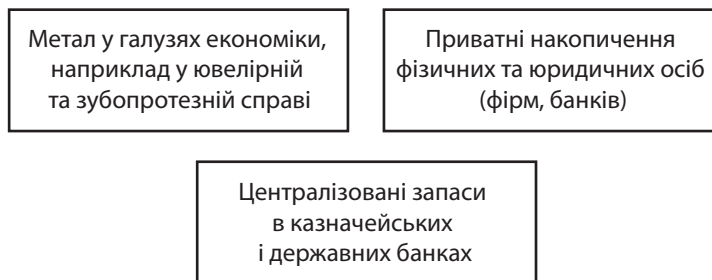 Метал у галузях економіки,
наприклад у ювелірній
та зубопротезній справі
Приватні накопичення
фізичних та юридичних осіб
(фірм, банків)
Централізовані запаси
в казначейських
і державних банках